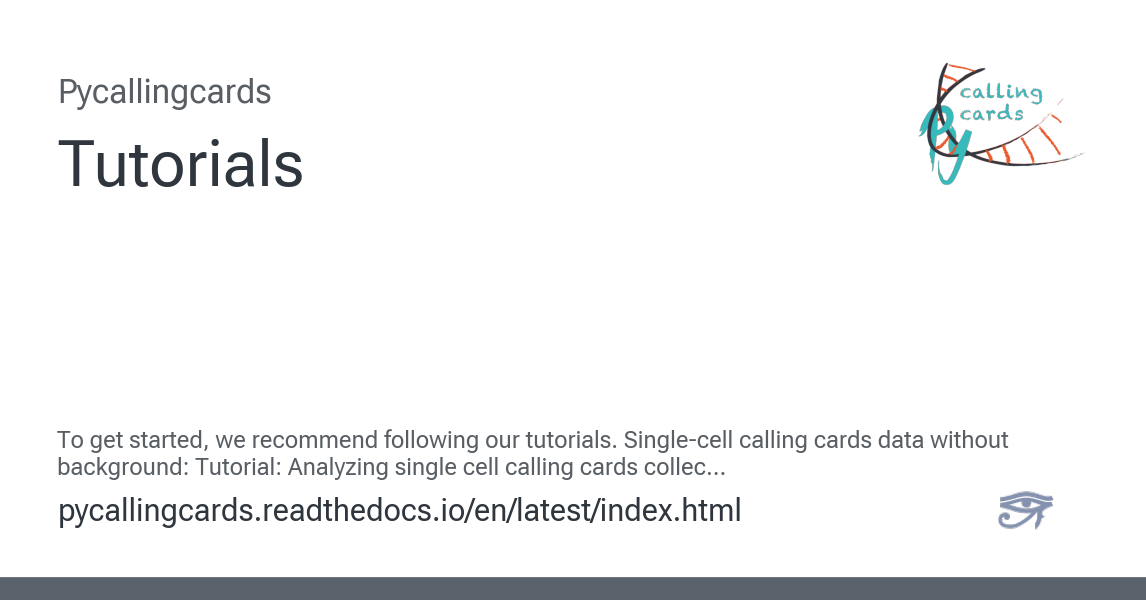 Pycallingcards
Tutorials
calling
cards
Py
To get started, we recommend following our tutorials. Single-cell calling cards data without
background: Tutorial: Analyzing single cell calling cards collec...
pycallingcards.readthedocs.io/en/latest/index.html